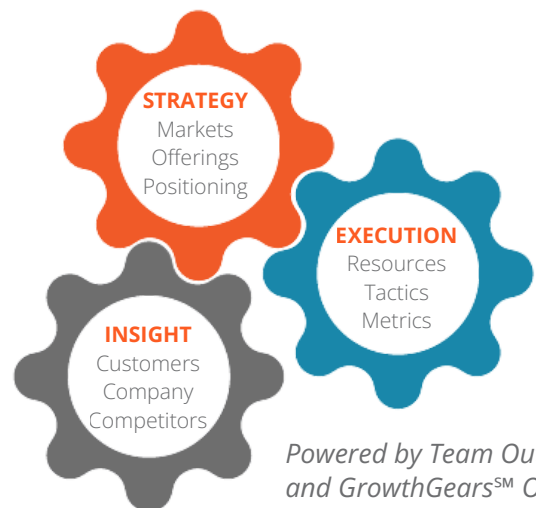 STRATEGY
Markets
Offerings
Positioning
EXECUTION
Resources
Tactics
Metrics
INSIGHT
Customers
Company
Competitors
Powered by Team Ou
and GrowthGears℠ O